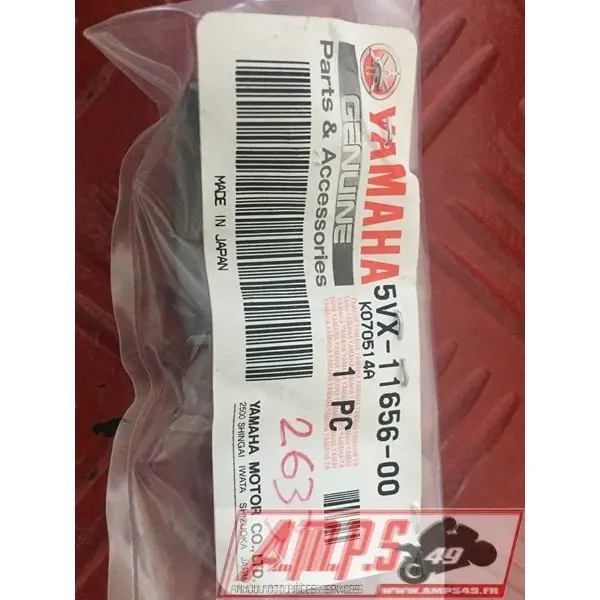 YAMAHA
GENUINE
Parts & Accessories
5VX-11656-00
K070514A
1 PC
MADE IN JAPAN
263
YAMAHA MOTOR CO., LTD.
2500 SHINGAI IWATA SHIZUOKA JAPAN
A.M.P.S
49
WWW.AMPS49.FR